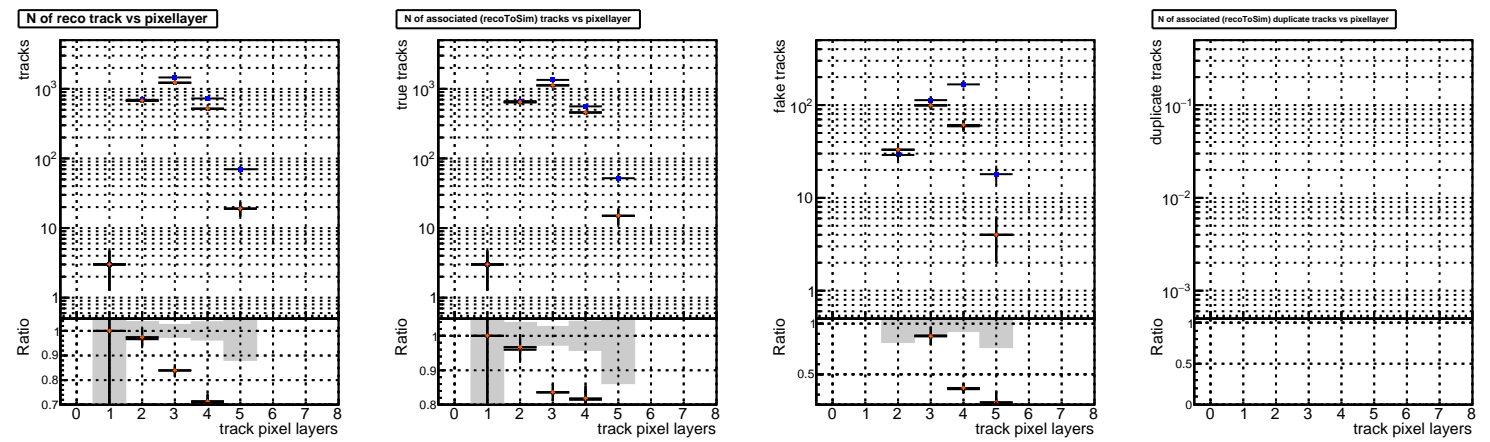 N of reco track vs pixellayer
tracks
10³
10²
10
1
Ratio
1
0.9
0.8
0.7
0 1 2 3 4 5 6 7 8
track pixel layers
N of associated (recoToSim) tracks vs pixellayer
true tracks
10³
10²
10
1
Ratio
1
0.9
0.8
0 1 2 3 4 5 6 7 8
track pixel layers
fake tracks
10²
10
1
Ratio
1
0.5
0 1 2 3 4 5 6 7 8
track pixel layers
N of associated (recoToSim) duplicate tracks vs pixellayer
duplicate tracks
10⁻¹
10⁻²
10⁻³
Ratio
1
0.5
0
0 1 2 3 4 5 6 7 8
track pixel layers